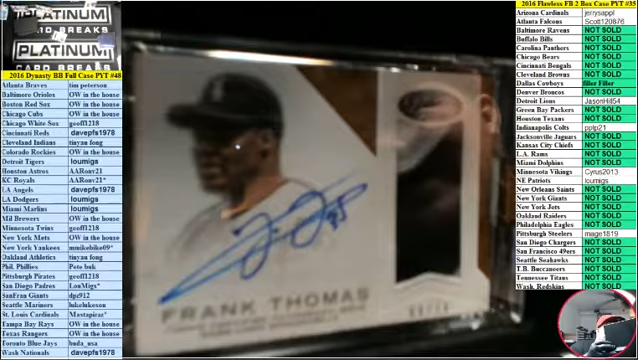 PLATINUM
CARD BREAKS
PLATINUM
CARD BREAKS
2016 Dynasty BB Full Case PYT #48
Atlanta Braves tim peterson
Baltimore Orioles OW in the house
Boston Red Sox OW in the house
Chicago Cubs OW in the house
Chicago White Sox geoff1218
Cincinnati Reds davepfs1978
Cleveland Indians tinyan fong
Colorado Rockies OW in the house
Detroit Tigers loumigs
Houston Astros AARonv21
KC Royals AARonv21*
LA Angels davepfs1978
LA Dodgers loumigs
Miami Marlins loumigs
Mil Brewers OW in the house
Minnesota Twins geoff1218
New York Mets OW in the house
New York Yankees
Oakland Athletics tinyan fong
Phil. Phillies Pete buk
Pittsburgh Pirates geoff1218
San Diego Padres LouMigs*
SanFran Giants dpz912
Seattle Mariners lukelukeson
St. Louis Cardinals Mastapiraz*
Tampa Bay Rays OW in the house
Texas Rangers OW in the house
Toronto Blue Jays buda_usa
Wash Nationals davepfs1978
FRANK THOMAS
2016 Flawless FB 2 Box Case PYT #35
Arizona Cardinals jerrysappl
Atlanta Falcons Scott120876
Baltimore Ravens NOT SOLD
Buffalo Bills NOT SOLD
Carolina Panthers NOT SOLD
Chicago Bears NOT SOLD
Cincinnati Bengals NOT SOLD
Cleveland Browns NOT SOLD
Dallas Cowboys filler Filler
Denver Broncos NOT SOLD
Detroit Lions JasonHill54
Green Bay Packers NOT SOLD
Houston Texans NOT SOLD
Indianapolis Colts pplp21
Jacksonville Jaguars NOT SOLD
Kansas City Chiefs NOT SOLD
L.A. Rams NOT SOLD
Miami Dolphins NOT SOLD
Minnesota Vikings Cyrus2013
NE Patriots loumigs
New Orleans Saints NOT SOLD
New York Giants NOT SOLD
New York Jets NOT SOLD
Oakland Raiders NOT SOLD
Philadelphia Eagles NOT SOLD
Pittsburgh Steelers mage1819
San Diego Chargers NOT SOLD
San Francisco 49ers NOT SOLD
Seattle Seahawks NOT SOLD
T.B. Buccaneers NOT SOLD
Tennessee Titans NOT SOLD
Wash. Redskins NOT SOLD